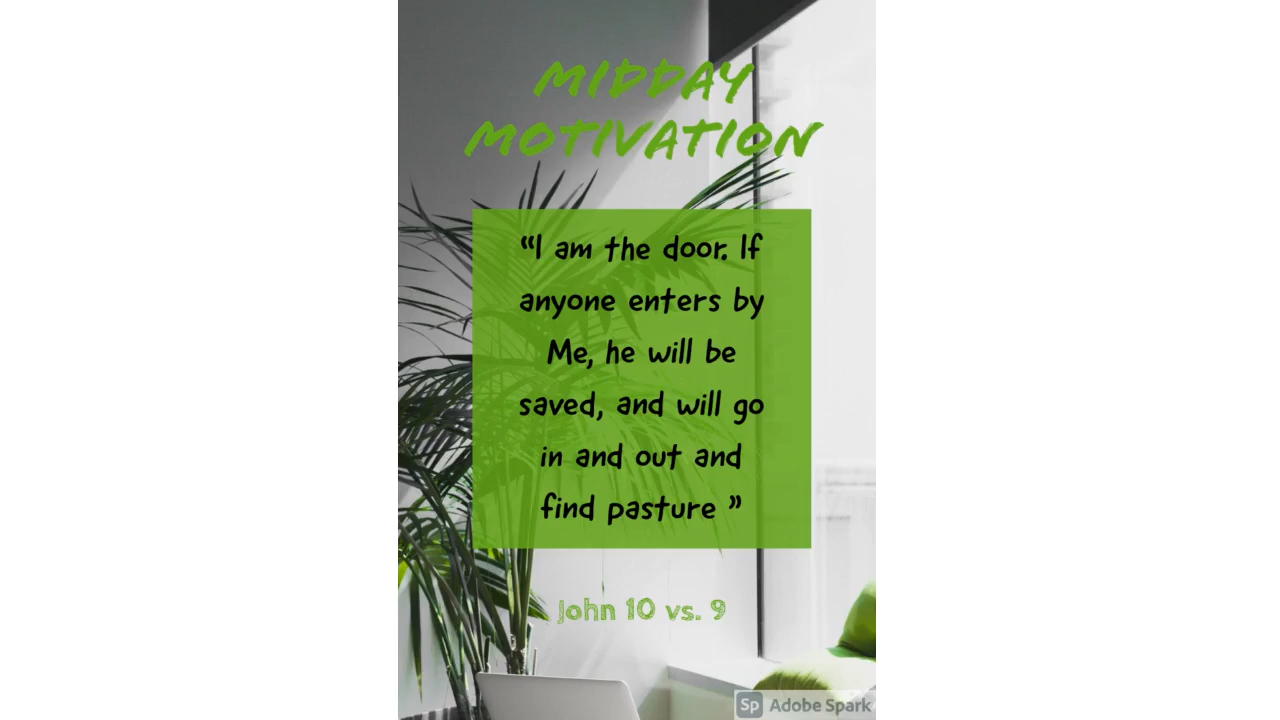 MIDDAY
MOTIVATION
“I am the door. If
anyone enters by
Me, he will be
saved, and will go
in and out and
find pasture ”
John 10 vs. 9
Sp Adobe Spark